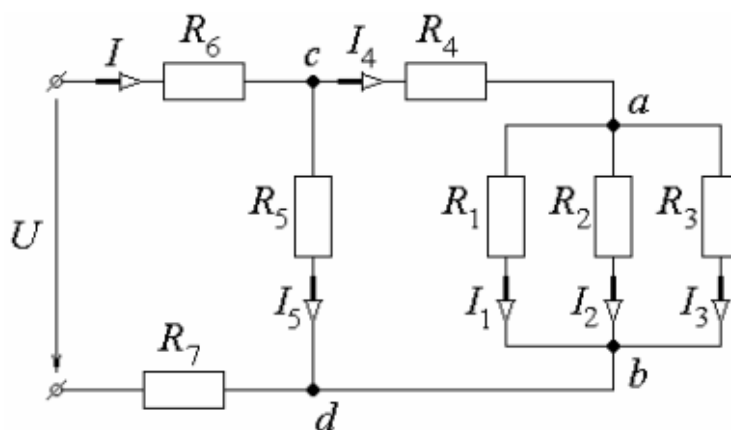 I R₆ c I₄ R₄
a
R₅ R₁ R₂ R₃
U
I₅ I₁ I₂ I₃
R₇
b
d